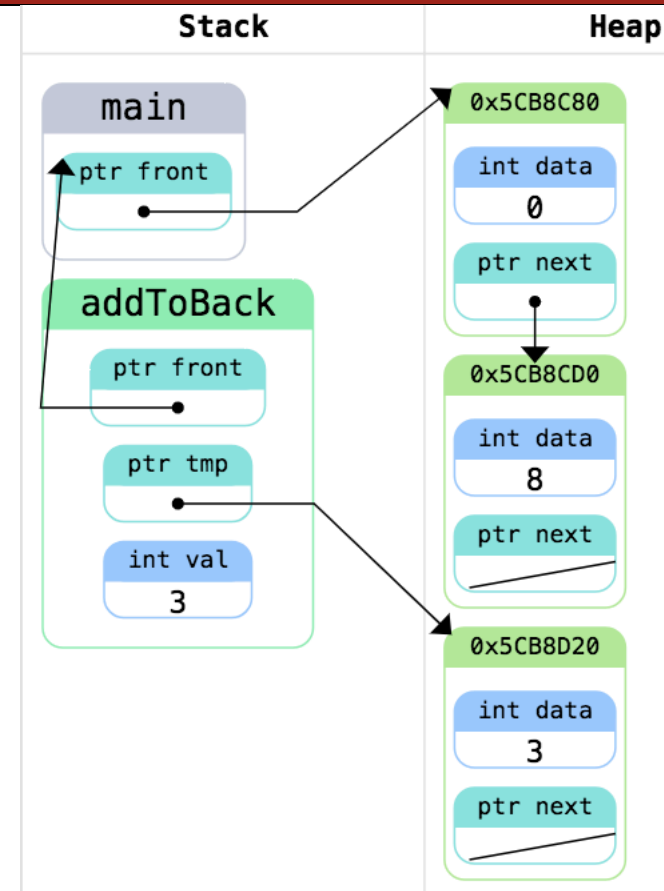 Stack
Heap
main
ptr front
addToBack
ptr front
ptr tmp
int val
3
0x5CB8C80
int data
0
ptr next
0x5CB8CD0
int data
8
ptr next
0x5CB8D20
int data
3
ptr next